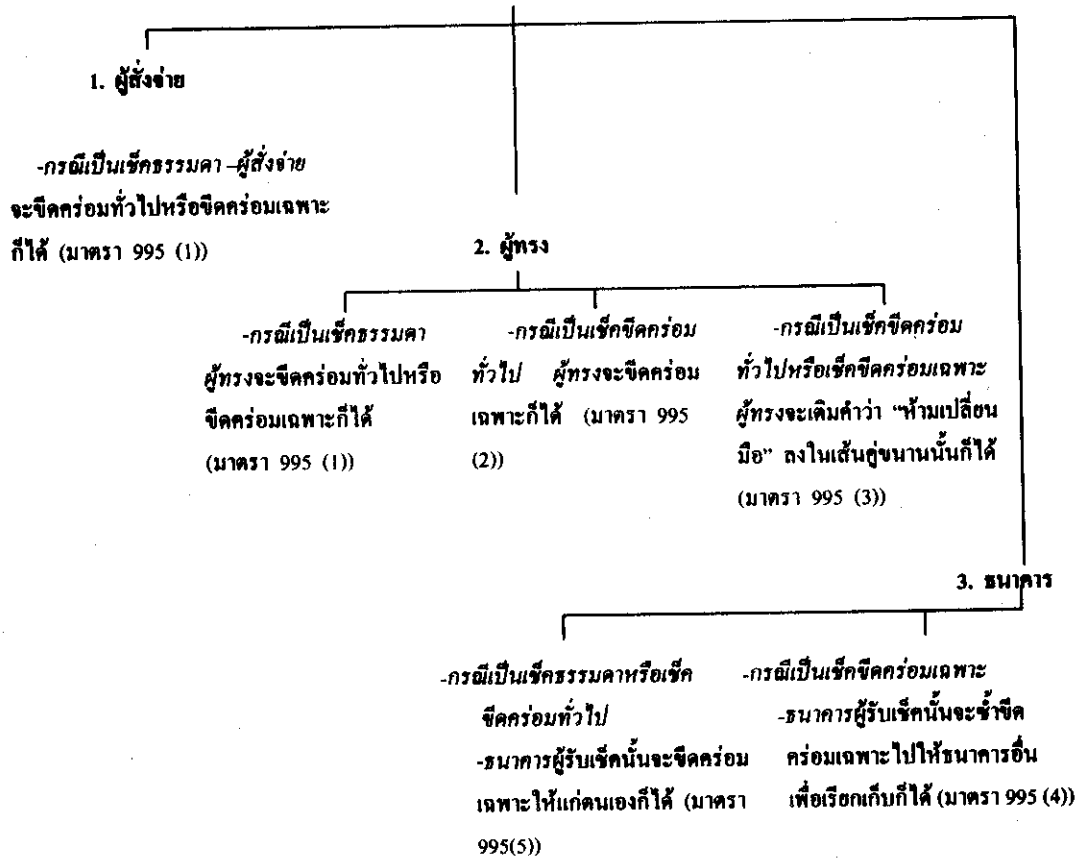 1. ผู้สั่งจ่าย
-กรณีเป็นเช็คธรรมดา –ผู้สั่งจ่าย
จะขีดคร่อมทั่วไปหรือขีดคร่อมเฉพาะ
ก็ได้ (มาตรา 995 (1))
2. ผู้ทรง
-กรณีเป็นเช็คธรรมดา
ผู้ทรงจะขีดคร่อมทั่วไปหรือ
ขีดคร่อมเฉพาะก็ได้
(มาตรา 995 (1))
-กรณีเป็นเช็คขีดคร่อม
ทั่วไป ผู้ทรงจะขีดคร่อม
เฉพาะก็ได้ (มาตรา 995
(2))
-กรณีเป็นเช็คขีดคร่อม
ทั่วไปหรือเช็คขีดคร่อมเฉพาะ
ผู้ทรงจะเติมคำว่า “ห้ามเปลี่ยน
มือ” ลงในเส้นคู่ขนานนั้นก็ได้
(มาตรา 995 (3))
3. ธนาคาร
-กรณีเป็นเช็คธรรมดาหรือเช็ค
ขีดคร่อมทั่วไป
-ธนาคารผู้รับเช็คนั้นจะขีดคร่อม
เฉพาะให้แก่ตนเองก็ได้ (มาตรา
995(5))
-กรณีเป็นเช็คขีดคร่อมเฉพาะ
-ธนาคารผู้รับเช็คนั้นจะซ้ำขีด
คร่อมเฉพาะไปให้ธนาคารอื่น
เพื่อเรียกเก็บก็ได้ (มาตรา 995 (4))